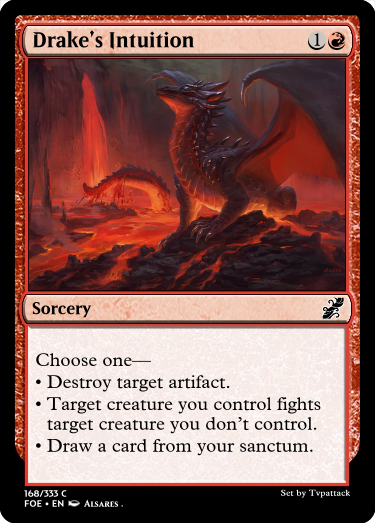 Drake's Intuition 1
Sorcery
Choose one—
• Destroy target artifact.
• Target creature you control fights
target creature you don't control.
• Draw a card from your sanctum.
168/333 C
Set by Tvpattack
FOE • EN Alsares .